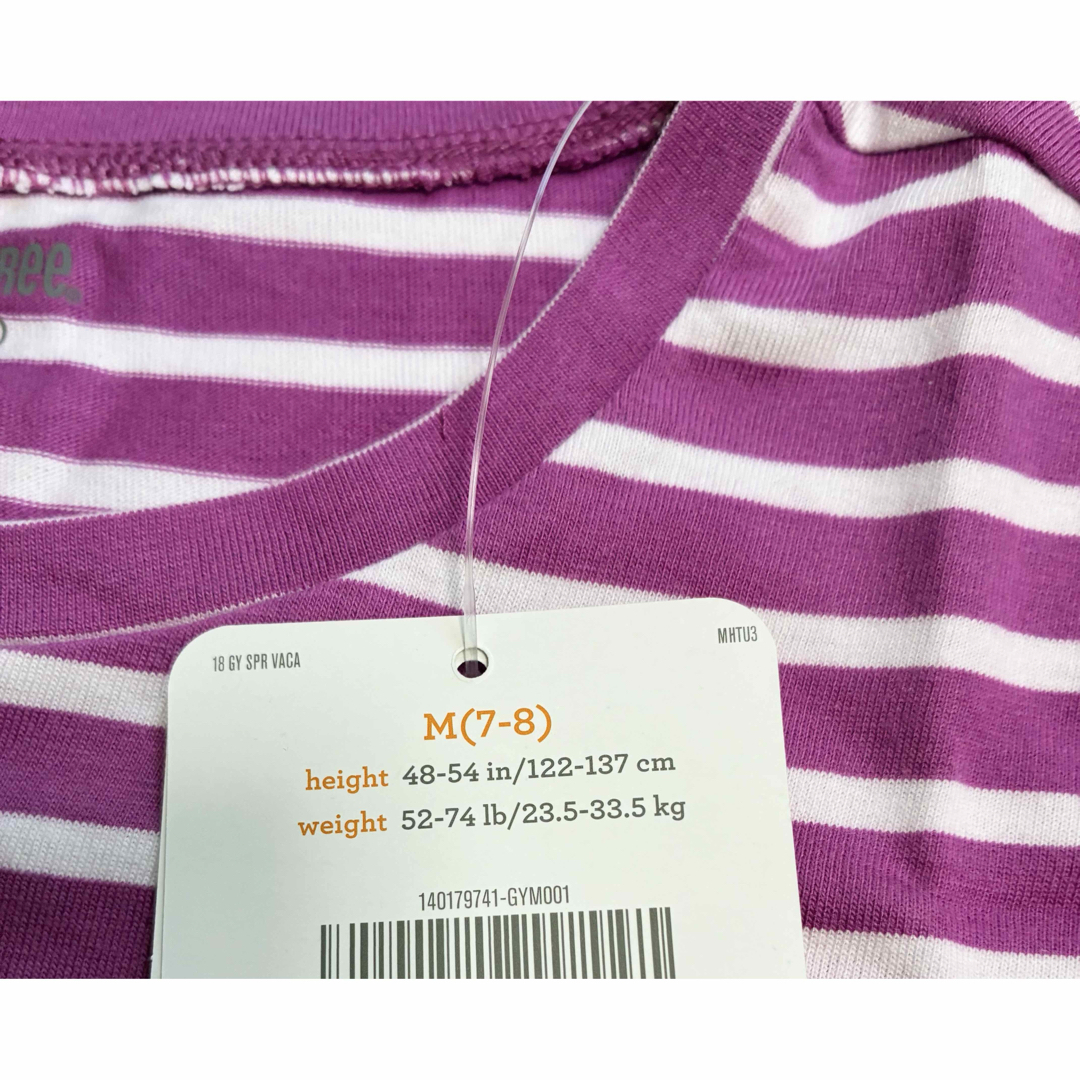 Ree
18 GY SPR VACA
MHTU3
M(7-8)
height 48-54 in/122-137 cm
weight 52-74 lb/23.5-33.5 kg
140179741-GYM001